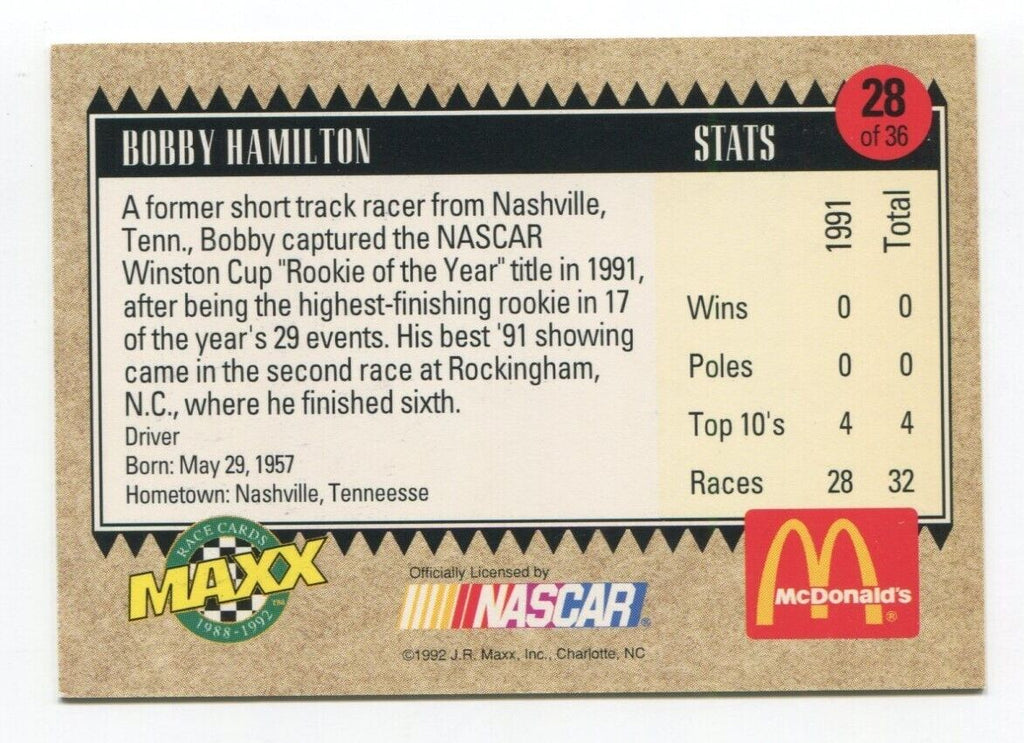 28
of 36
BOBBY HAMILTON
STATS
A former short track racer from Nashville,
Tenn., Bobby captured the NASCAR
Winston Cup "Rookie of the Year" title in 1991,
after being the highest-finishing rookie in 17
of the year's 29 events. His best '91 showing
came in the second race at Rockingham,
N.C., where he finished sixth.
Driver
Born: May 29, 1957
Hometown: Nashville, Tenneesse
1991 Total
Wins 0 0
Poles 0 0
Top 10's 4 4
Races 28 32
RACE CARDS
MAXX
TM
1988-1992
Officially Licensed by
NASCAR®
©1992 J.R. Maxx, Inc., Charlotte, NC
McDonald's
®